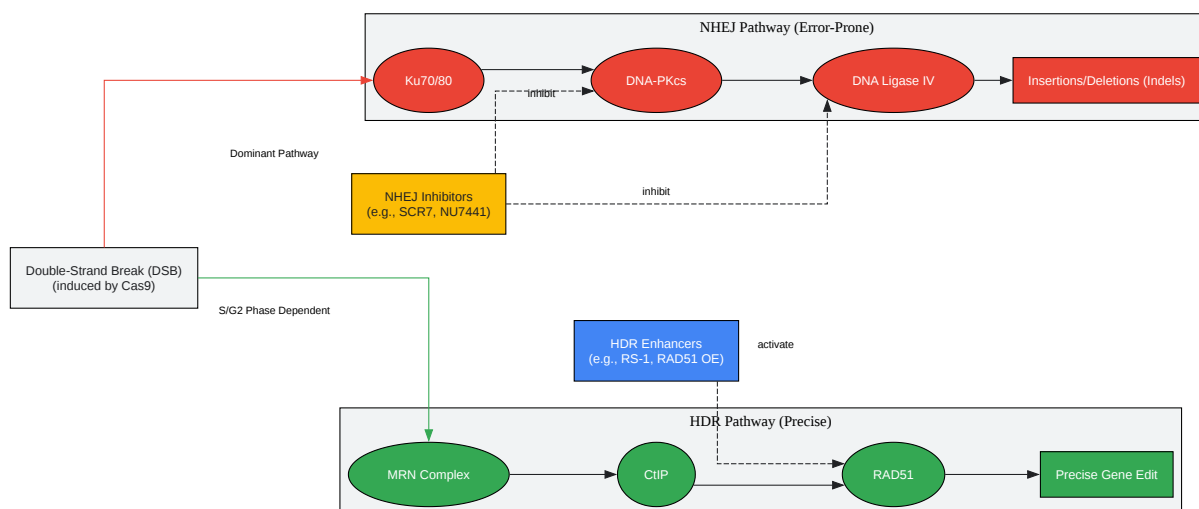 NHEJ Pathway (Error-Prone)
Ku70/80
DNA-PKcs
DNA Ligase IV
Insertions/Deletions (Indels)
inhibit
Dominant Pathway
NHEJ Inhibitors
(e.g., SCR7, NU7441)
inhibit
Double-Strand Break (DSB)
(induced by Cas9)
S/G2 Phase Dependent
HDR Enhancers
(e.g., RS-1, RAD51 OE)
activate
HDR Pathway (Precise)
MRN Complex
CtIP
RAD51
Precise Gene Edit